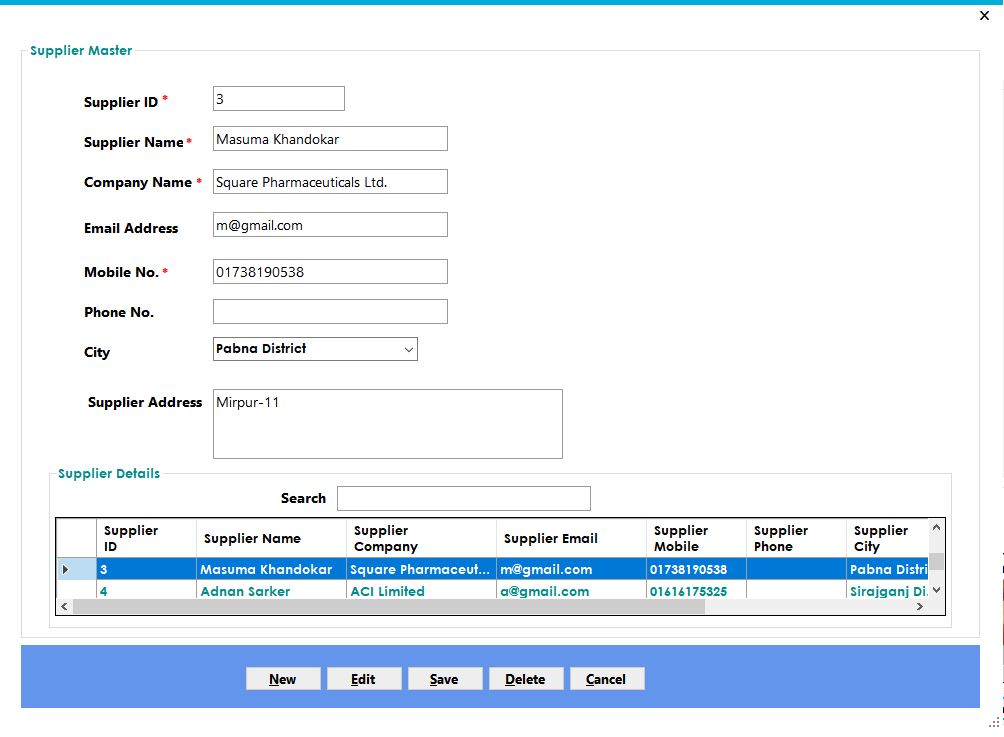 Supplier Master
Supplier ID * 3
Supplier Name * Masuma Khandokar
Company Name * Square Pharmaceuticals Ltd.
Email Address m@gmail.com
Mobile No. * 01738190538
Phone No.
City Pabna District
Supplier Address Mirpur-11
Supplier Details
Search
Supplier ID Supplier Name Supplier Company Supplier Email Supplier Mobile Supplier Phone Supplier City
3 Masuma Khandokar Square Pharmaceut... m@gmail.com 01738190538 Pabna Distri
4 Adnan Sarker ACI Limited a@gmail.com 01616175325 Sirajganj Di.
New Edit Save Delete Cancel